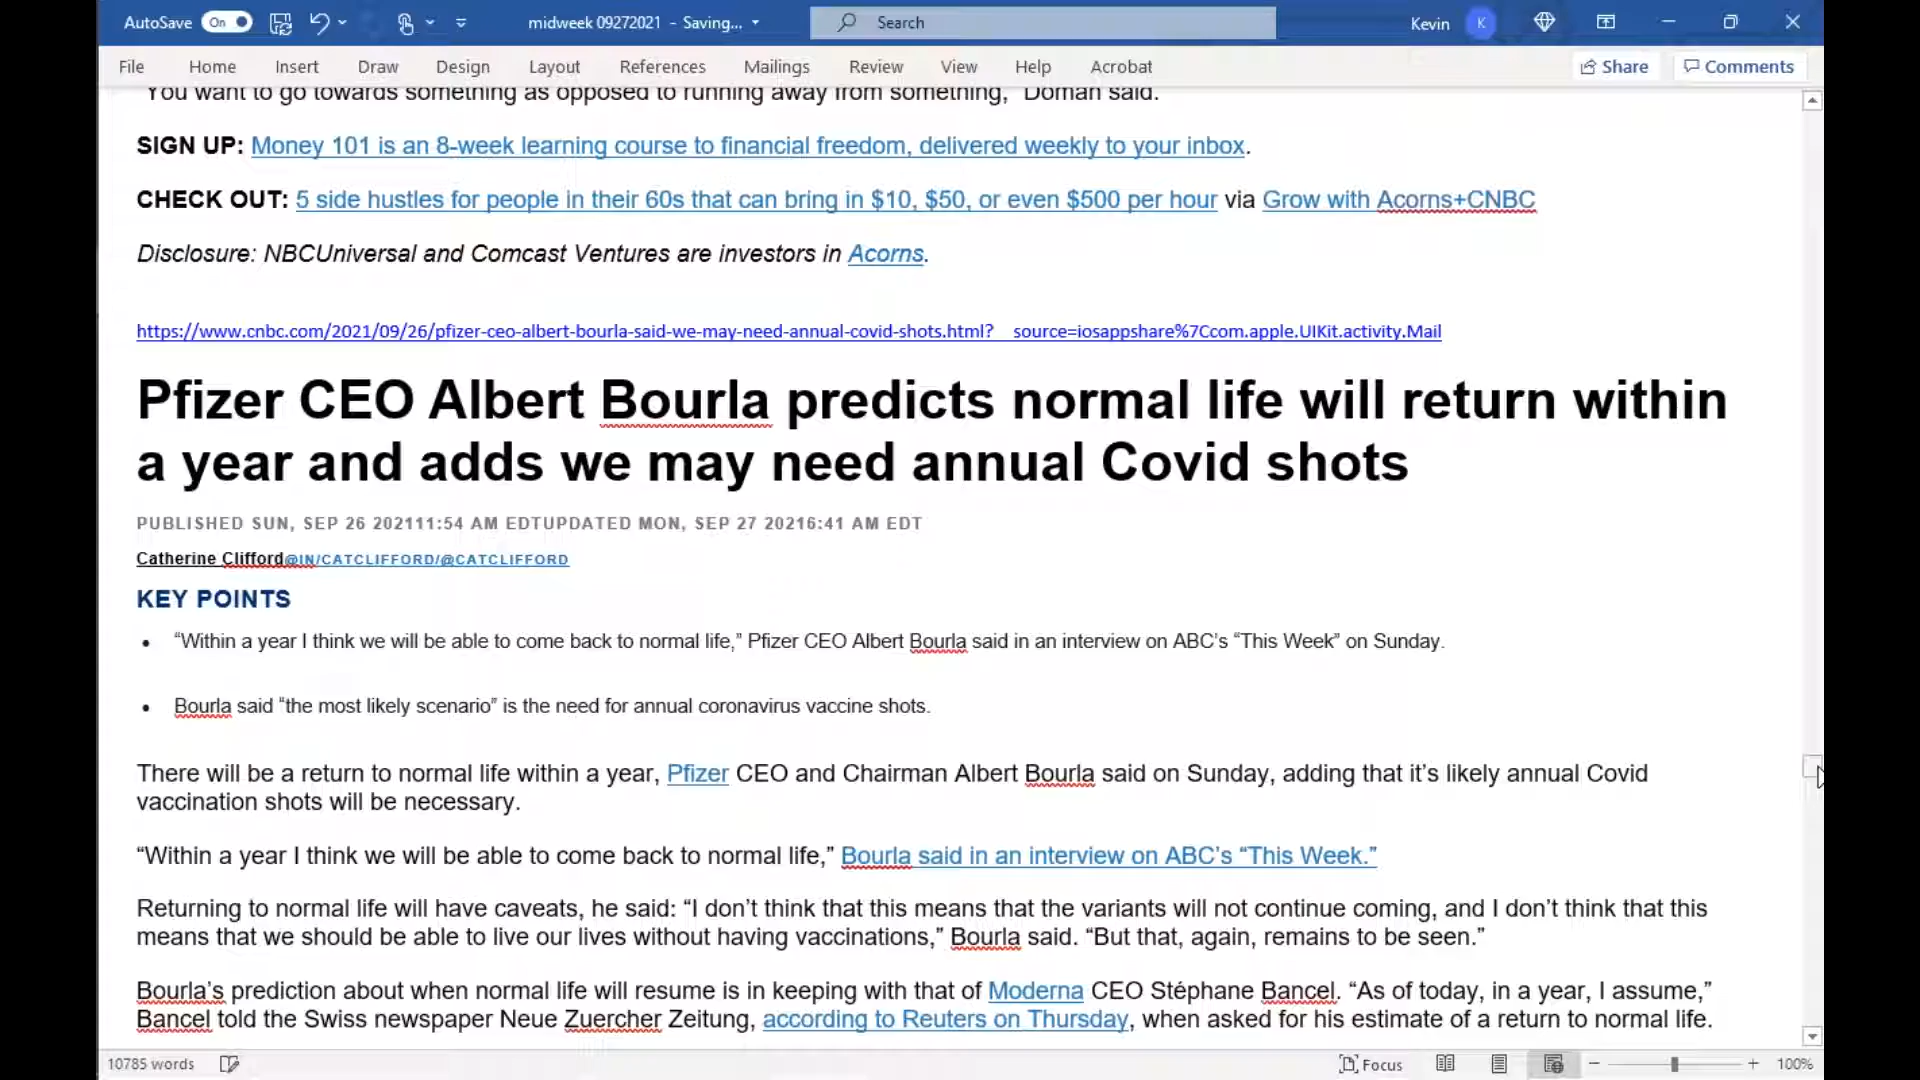 AutoSave On midweek 09272021 - Saving... Search Kevin K
File Home Insert Draw Design Layout References Mailings Review View Help Acrobat Share Comments
"You want to go towards something as opposed to running away from something," Doman said.
SIGN UP: Money 101 is an 8-week learning course to financial freedom, delivered weekly to your inbox.
CHECK OUT: 5 side hustles for people in their 60s that can bring in $10, $50, or even $500 per hour via Grow with Acorns+CNBC
Disclosure: NBCUniversal and Comcast Ventures are investors in Acorns.
https://www.cnbc.com/2021/09/26/pfizer-ceo-albert-bourla-said-we-may-need-annual-covid-shots.html?__source=iosappshare%7Ccom.apple.UIKit.activity.Mail
Pfizer CEO Albert Bourla predicts normal life will return within
a year and adds we may need annual Covid shots
PUBLISHED SUN, SEP 26 202111:54 AM EDTUPDATED MON, SEP 27 20216:41 AM EDT
Catherine Clifford@IN/CATCLIFFORD/@CATCLIFFORD
KEY POINTS
• “Within a year I think we will be able to come back to normal life,” Pfizer CEO Albert Bourla said in an interview on ABC’s “This Week” on Sunday.
• Bourla said “the most likely scenario” is the need for annual coronavirus vaccine shots.
There will be a return to normal life within a year, Pfizer CEO and Chairman Albert Bourla said on Sunday, adding that it’s likely annual Covid
vaccination shots will be necessary.
“Within a year I think we will be able to come back to normal life,” Bourla said in an interview on ABC’s “This Week.”
Returning to normal life will have caveats, he said: “I don’t think that this means that the variants will not continue coming, and I don’t think that this
means that we should be able to live our lives without having vaccinations,” Bourla said. “But that, again, remains to be seen.”
Bourla’s prediction about when normal life will resume is in keeping with that of Moderna CEO Stéphane Bancel. “As of today, in a year, I assume,”
Bancel told the Swiss newspaper Neue Zuercher Zeitung, according to Reuters on Thursday, when asked for his estimate of a return to normal life.
10785 words Focus 100%